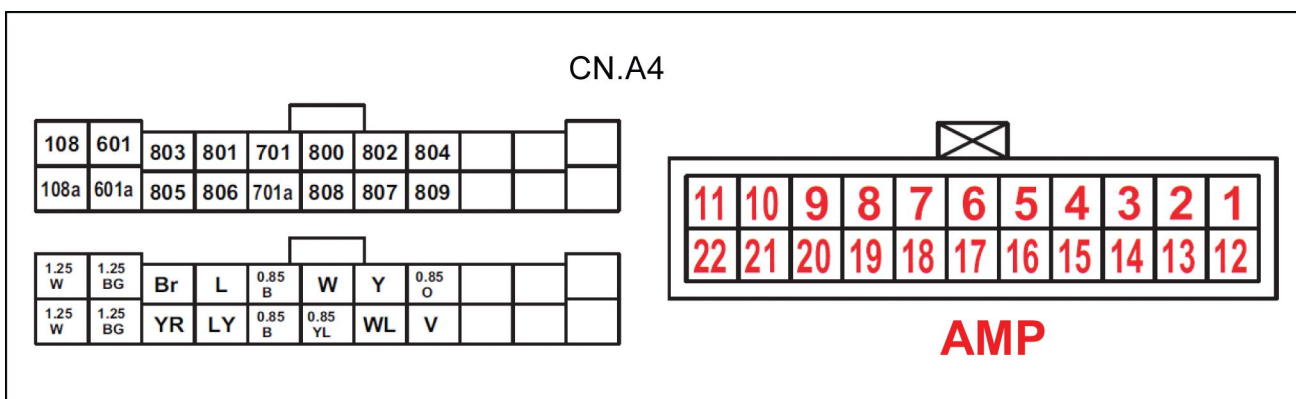 CN.A4
108 601 803 801 701 800 802 804
108a 601a 805 806 701a 808 807 809
1.25 W 1.25 BG Br L 0.85 B W Y 0.85 O
1.25 W 1.25 BG YR LY 0.85 B 0.85 YL WL V
11 10 9 8 7 6 5 4 3 2 1
22 21 20 19 18 17 16 15 14 13 12
AMP